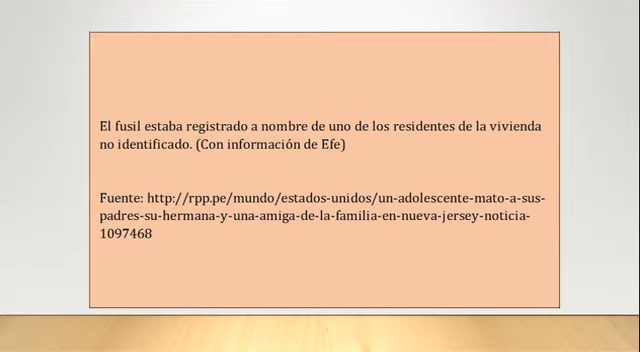 El fusil estaba registrado a nombre de uno de los residentes de la vivienda
no identificado. (Con información de Efe)
Fuente: http://rpp.pe/mundo/estados-unidos/un-adolescente-mato-a-sus-
padres-su-hermana-y-una-amiga-de-la-familia-en-nueva-jersey-noticia-
1097468